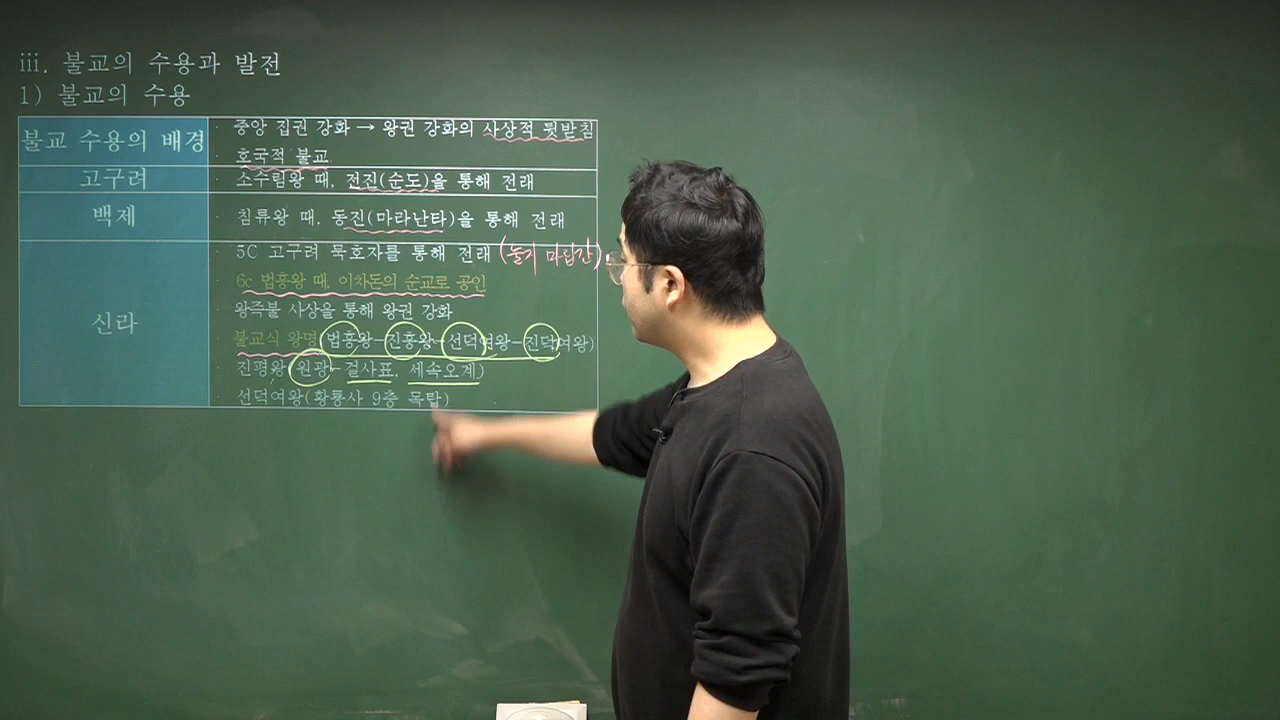 iii. 불교의 수용과 발전
1) 불교의 수용
불교 수용의 배경
· 중앙 집권 강화 → 왕권 강화의 사상적 뒷받침
· 호국적 불교
고구려
· 소수림왕 때, 전진(순도)을 통해 전래
백제
· 침류왕 때, 동진(마라난타)을 통해 전래
신라
· 5C 고구려 묵호자를 통해 전래 (눌지 마립간)
· 6c 법흥왕 때, 이차돈의 순교로 공인
· 왕즉불 사상을 통해 왕권 강화
· 불교식 왕명(법흥왕-진흥왕-선덕여왕-진덕여왕)
· 진평왕(원광-걸사표, 세속오계)
· 선덕여왕(황룡사 9층 목탑)